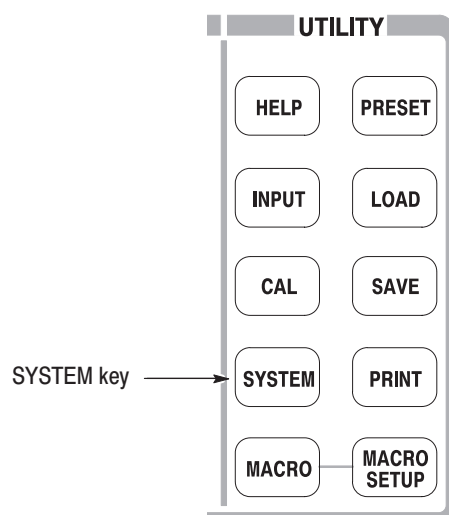 UTILITY
HELP
PRESET
INPUT
LOAD
CAL
SAVE
SYSTEM key
SYSTEM
PRINT
MACRO
MACRO
SETUP